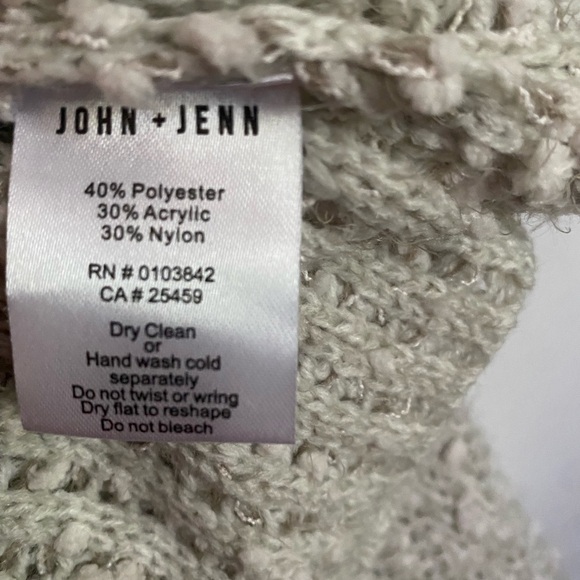 JOHN + JENN
40% Polyester
30% Acrylic
30% Nylon
RN # 0103842
CA # 25459
Dry Clean
or
Hand wash cold
separately
Do not twist or wring
Dry flat to reshape
Do not bleach